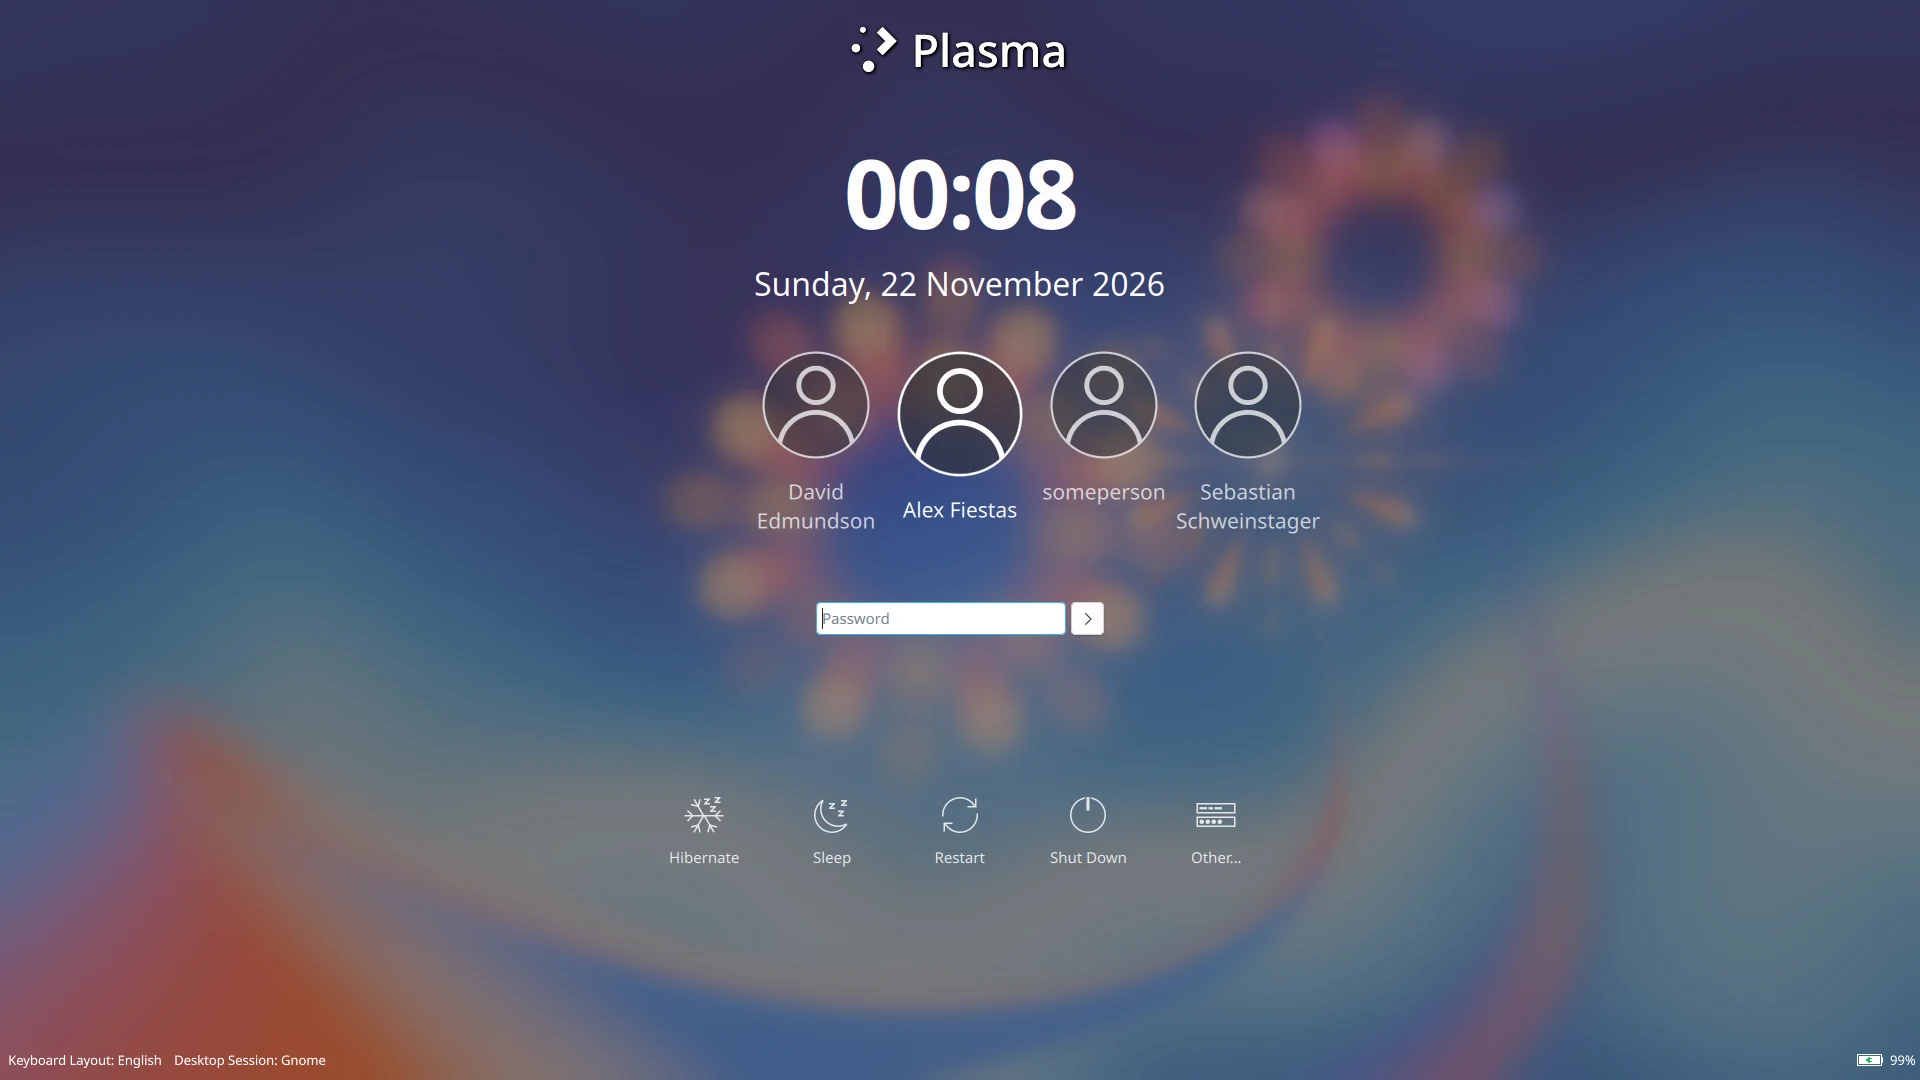 Plasma
00:08
Sunday, 22 November 2026
David
Edmundson
Alex Fiestas
someperson
Sebastian
Schweinstager
Password
Hibernate
Sleep
Restart
Shut Down
Other...
Keyboard Layout: English
Desktop Session: Gnome
99%